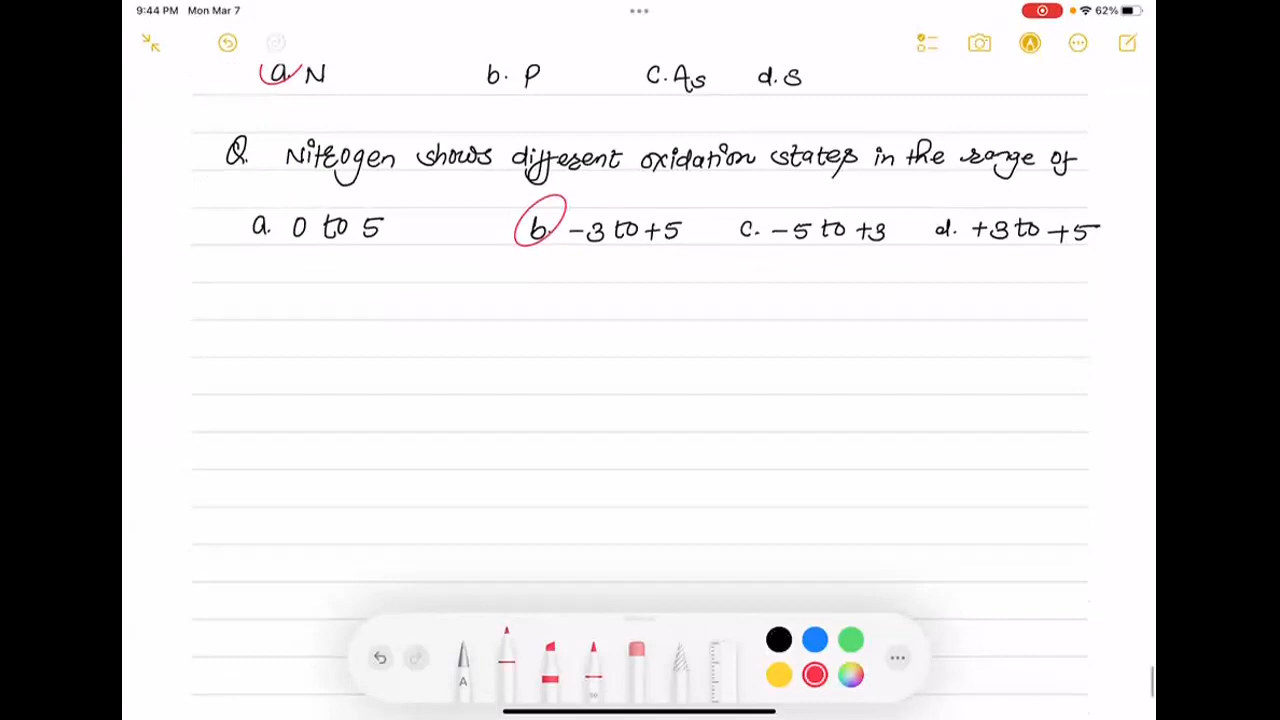 9:44 PM Mon Mar 7
62%
a. N b. P C. As d. S
Q. Nitrogen shows different oxidation states in the range of
a. 0 to 5 b. -3 to +5 c. -5 to +3 d. +3 to +5
A
50